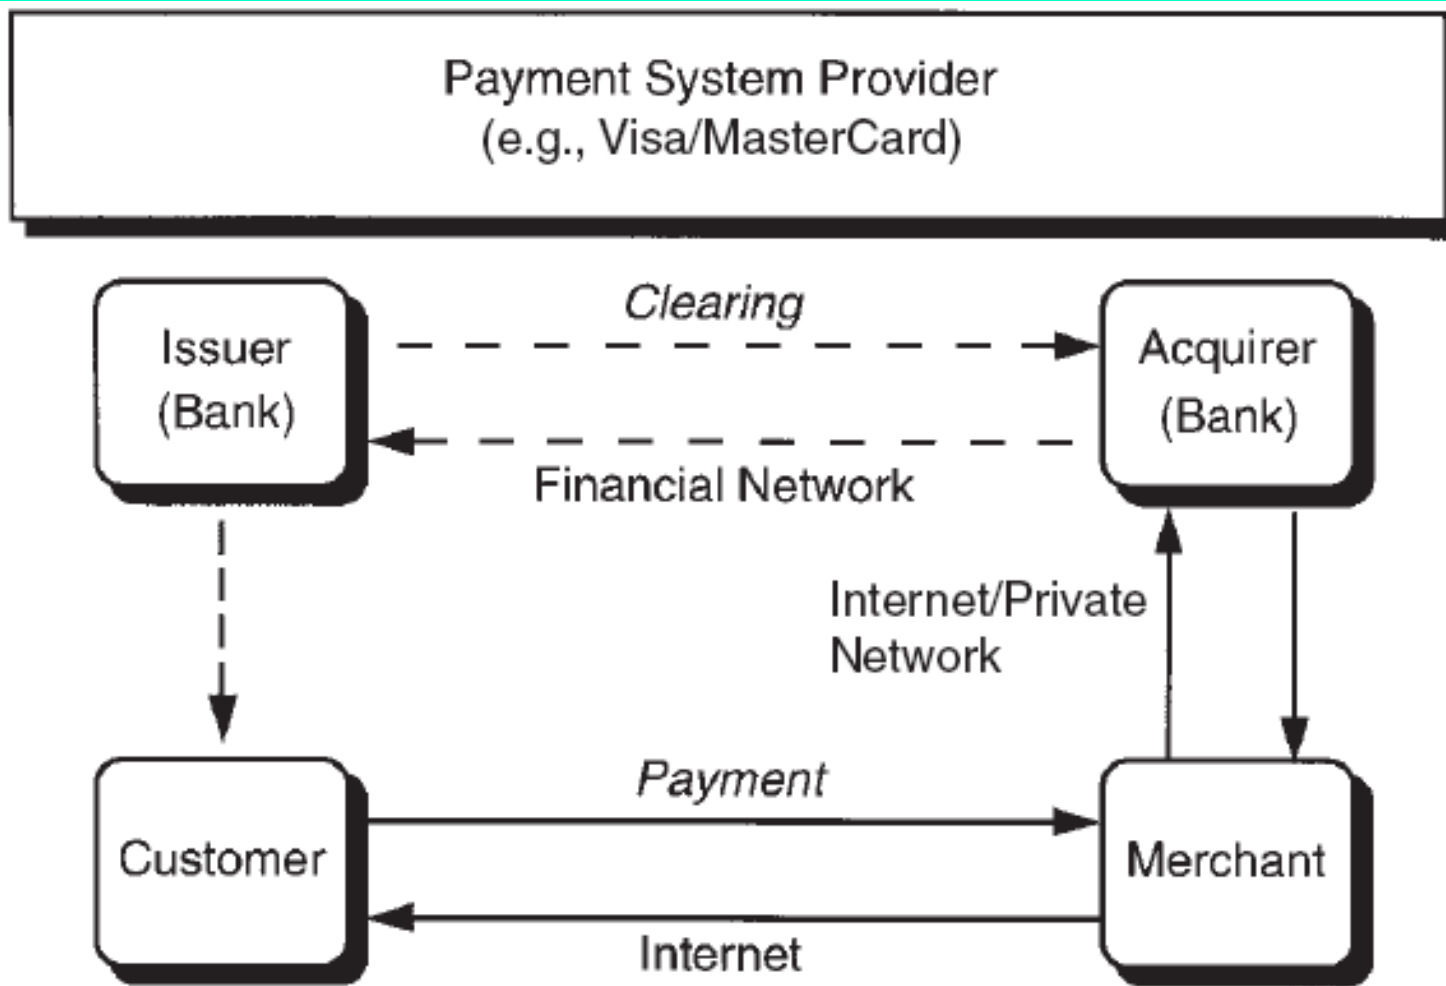 Payment System Provider
(e.g., Visa/MasterCard)
Clearing
Issuer
(Bank)
Acquirer
(Bank)
Financial Network
Internet/Private
Network
Payment
Customer
Merchant
Internet